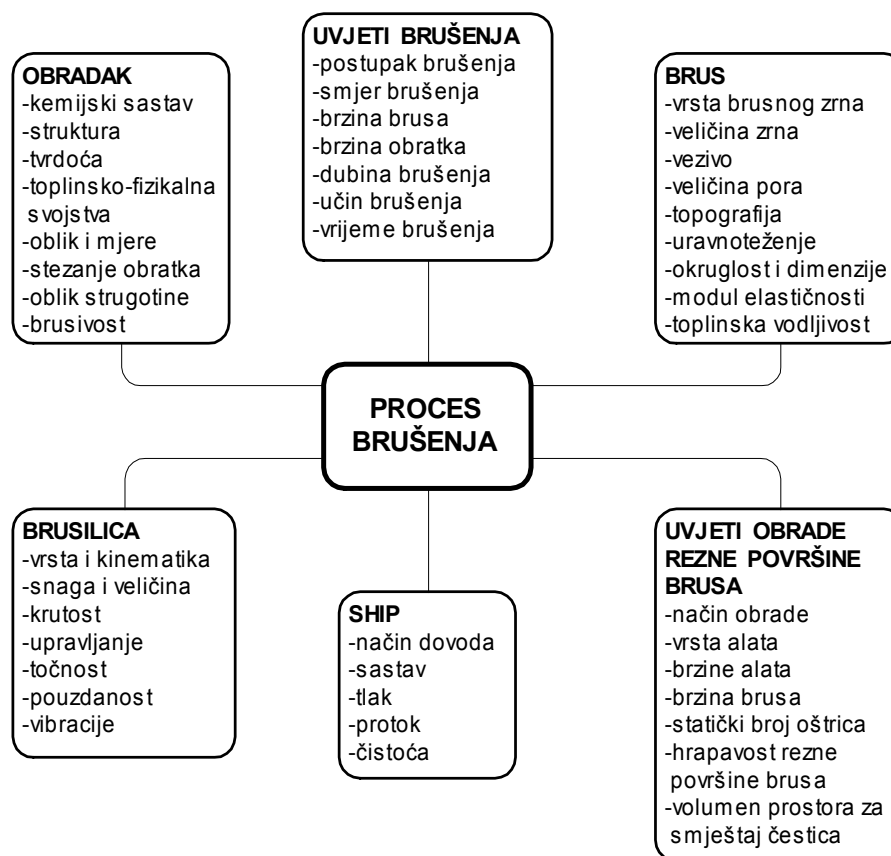 OBRADAK
-kemijski sastav
-struktura
-tvrdoća
-toplinsko-fizikalna
svojstva
-oblik i mjere
-stezanje obratka
-oblik strugotine
-brusivost
UVJETI BRUŠENJA
-postupak brušenja
-smjer brušenja
-brzina brusa
-brzina obratka
-dubina brušenja
-učin brušenja
-vrijeme brušenja
BRUS
-vrsta brusnog zrna
-veličina zrna
-vezivo
-veličina pora
-topografija
-uravnoteženje
-okruglost i dimenzije
-modul elastičnosti
-toplinska vodljivost
PROCES
BRUŠENJA
BRUSILICA
-vrsta i kinematika
-snaga i veličina
-krutost
-upravljanje
-točnost
-pouzdanost
-vibracije
SHIP
-način dovoda
-sastav
-tlak
-protok
-čistoća
UVJETI OBRADE
REZNE POVRŠINE
BRUSA
-način obrade
-vrsta alata
-brzine alata
-brzina brusa
-statički broj oštrica
-hrapavost rezne
površine brusa
-volumen prostora za
smještaj čestica